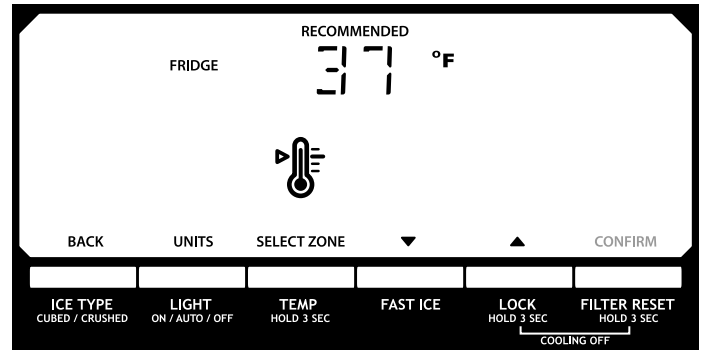 RECOMMENDED
FRIDGE 37 °F
BACK UNITS SELECT ZONE ▼ ▲ CONFIRM
ICE TYPE LIGHT TEMP FAST ICE LOCK FILTER RESET
CUBED / CRUSHED ON / AUTO / OFF HOLD 3 SEC HOLD 3 SEC HOLD 3 SEC
COOLING OFF